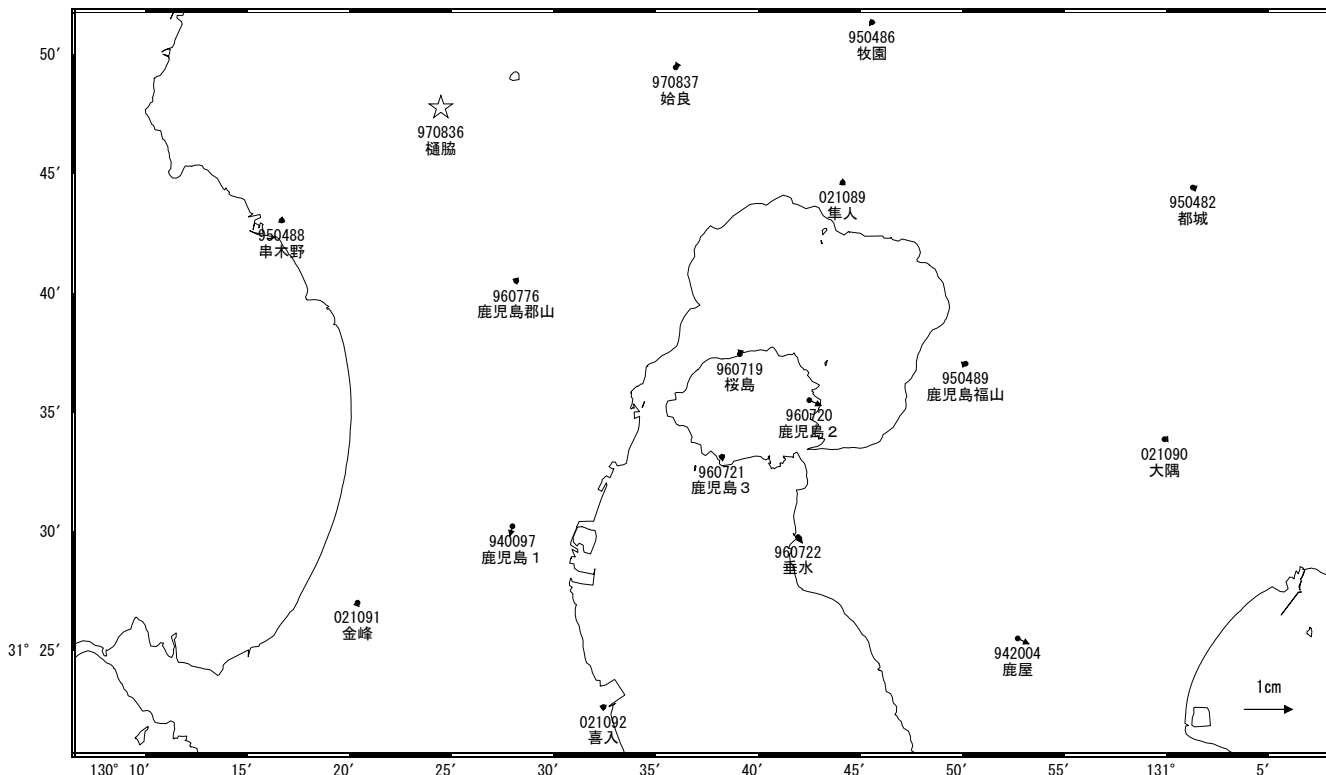 950486
牧園
50′
970837
姶良
970836
樋脇
45′
021089
隼人
950482
都城
950488
串木野
40′
960776
鹿児島郡山
960719
桜島
950489
鹿児島福山
35′
960720
鹿児島2
021090
大隅
960721
鹿児島3
30′
940097
鹿児島1
960722
垂水
021091
金峰
31° 25′
942004
鹿屋
1cm
021092
喜入
130° 10′ 15′ 20′ 25′ 30′ 35′ 40′ 45′ 50′ 55′ 131° 5′